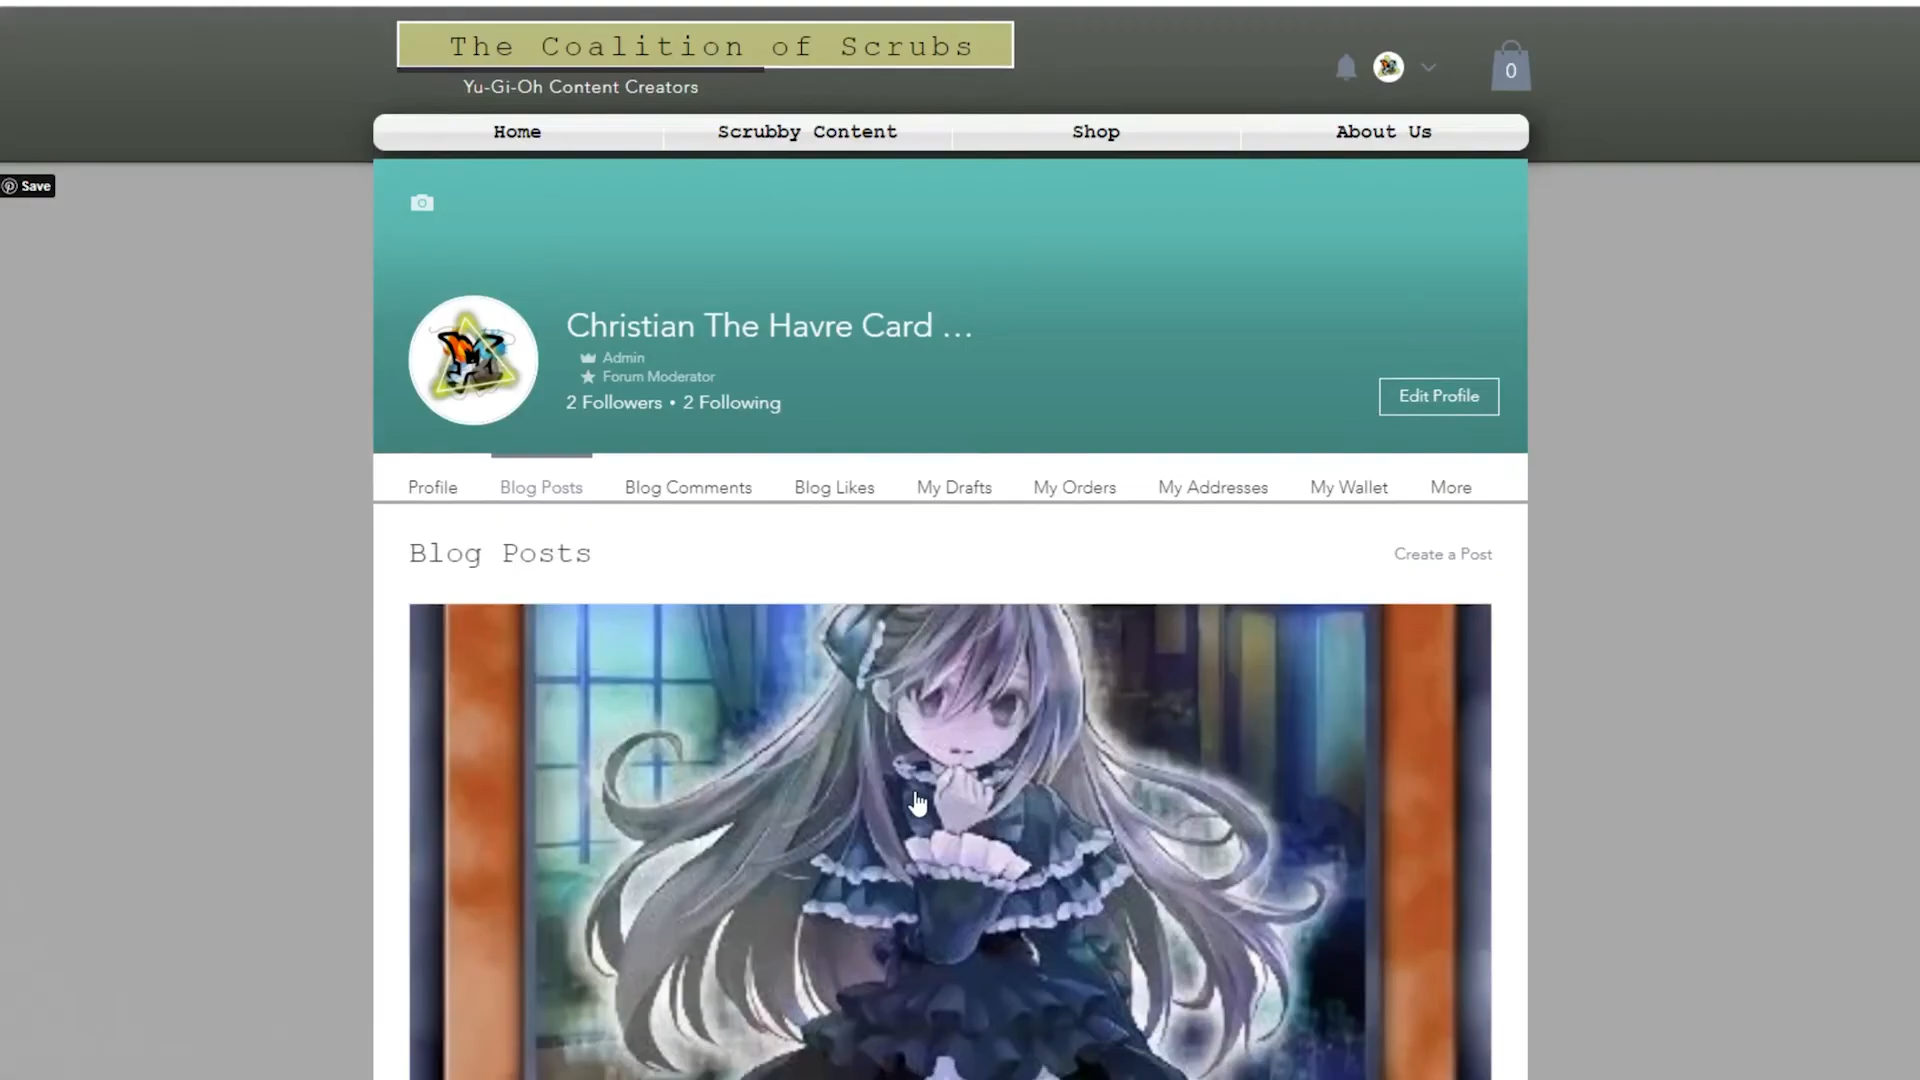 The Coalition of Scrubs
Yu-Gi-Oh Content Creators
0
Home Scrubby Content Shop About Us
Save
Christian The Havre Card ...
Admin
Forum Moderator
2 Followers • 2 Following
Edit Profile
Profile Blog Posts Blog Comments Blog Likes My Drafts My Orders My Addresses My Wallet More
Blog Posts
Create a Post